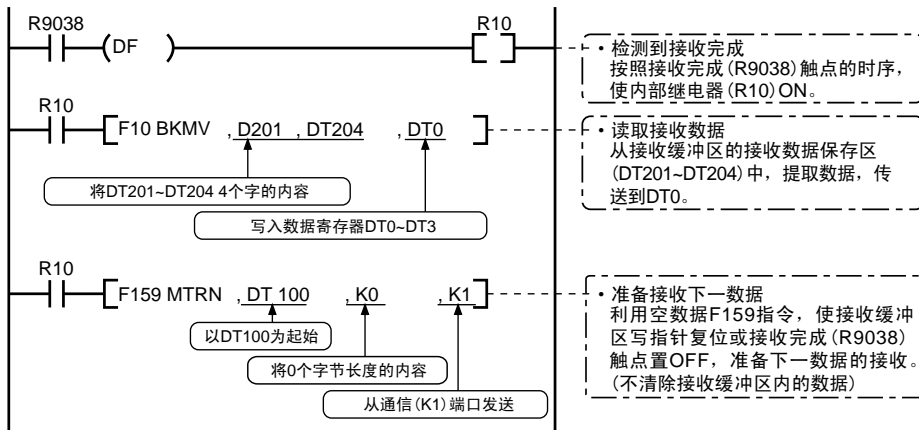 R9038
R10
(DF )
・检测到接收完成
按照接收完成(R9038)触点的时序,
使内部继电器(R10)ON。
R10
F10 BKMV , D201 , DT204 , DT0
・读取接收数据
从接收缓冲区的接收数据保存区
(DT201~DT204)中，提取数据，传
送到DT0。
将DT201~DT204 4个字的内容
写入数据寄存器DT0~DT3
R10
F159 MTRN , DT 100 , K0 , K1
・准备接收下一数据
利用空数据F159指令，使接收缓冲
区写指针复位或接收完成(R9038)
触点置OFF，准备下一数据的接收。
(不清除接收缓冲区内的数据)
以DT100为起始
将0个字节长度的内容
从通信(K1)端口发送